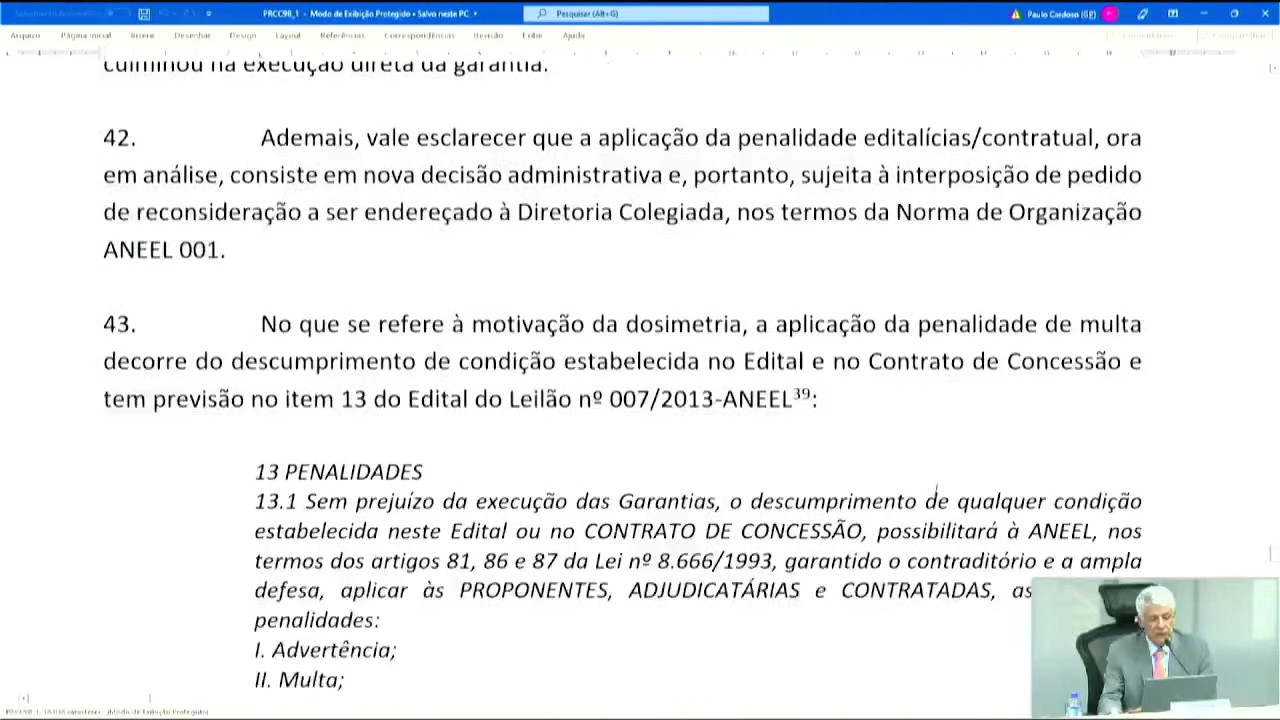 PRCC98_1 • Modo de Exibição Protegido • Salvo neste PC
Pesquisar (Alt+G)
Paulo Cardoso (GP)
Arquivo Página Inicial Inserir Desenhar Design Layout Referências Correspondências Revisão Exibir Ajuda
culminou na execução direta da garantia.
42. Ademais, vale esclarecer que a aplicação da penalidade editalícias/contratual, ora
em análise, consiste em nova decisão administrativa e, portanto, sujeita à interposição de pedido
de reconsideração a ser endereçado à Diretoria Colegiada, nos termos da Norma de Organização
ANEEL 001.
43. No que se refere à motivação da dosimetria, a aplicação da penalidade de multa
decorre do descumprimento de condição estabelecida no Edital e no Contrato de Concessão e
tem previsão no item 13 do Edital do Leilão nº 007/2013-ANEEL³⁹:
13 PENALIDADES
13.1 Sem prejuízo da execução das Garantias, o descumprimento de qualquer condição
estabelecida neste Edital ou no CONTRATO DE CONCESSÃO, possibilitará à ANEEL, nos
termos dos artigos 81, 86 e 87 da Lei nº 8.666/1993, garantido o contraditório e a ampla
defesa, aplicar às PROPONENTES, ADJUDICATÁRIAS e CONTRATADAS, as
penalidades:
I. Advertência;
II. Multa;